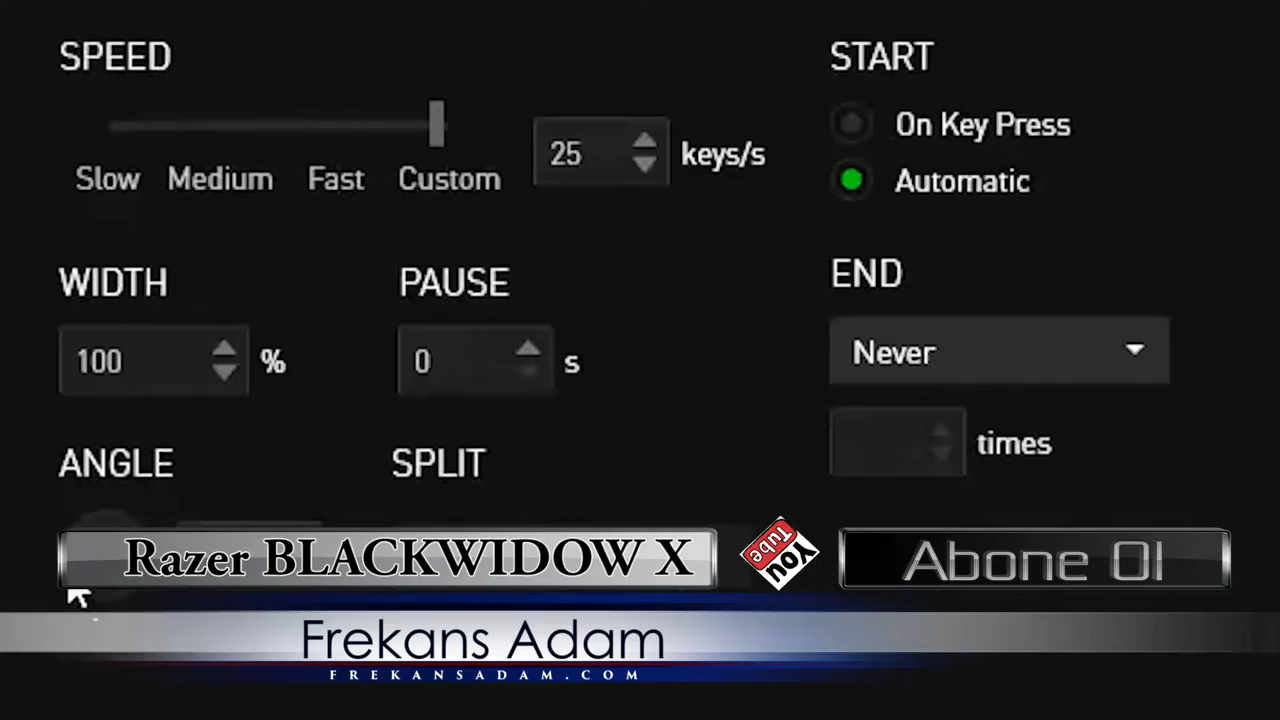 SPEED
START
On Key Press
25 keys/s
Slow Medium Fast Custom
Automatic
WIDTH PAUSE
END
100 %
0 s
Never
times
ANGLE SPLIT
Razer BLACKWIDOW X
You Tube
Abone Ol
Frekans Adam
FREKANSADAM.COM